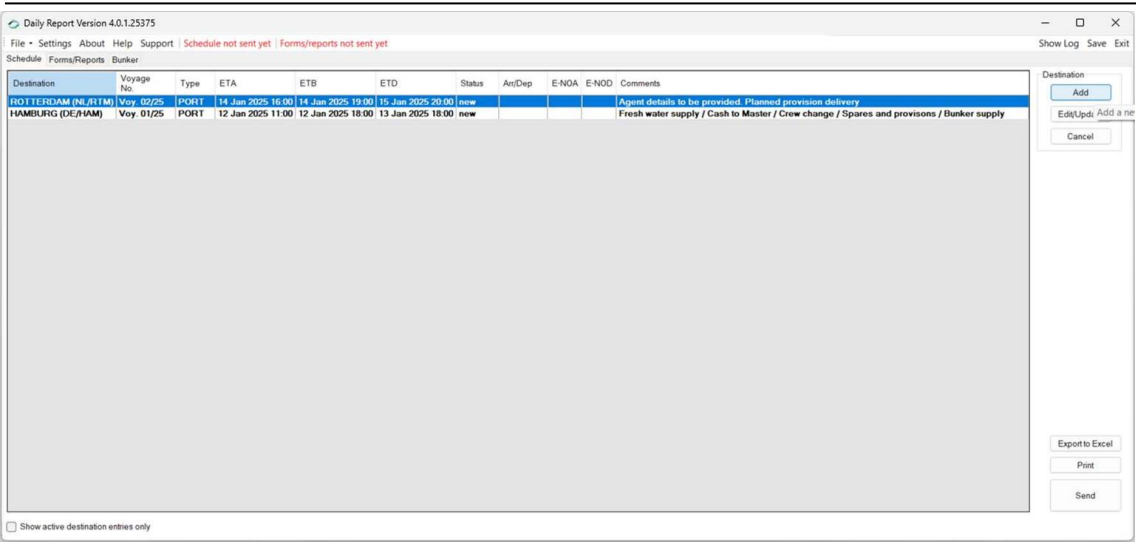 Daily Report Version 4.0.1.25375
File Settings About Help Support Schedule not sent yet Forms/reports not sent yet Show Log Save Exit
Schedule Forms/Reports Bunker
Destination Voyage No. Type ETA ETB ETD Status Arr/Dep E-NOA E-NOD Comments
ROTTERDAM (NL/RTM) Voy. 02/25 PORT 14 Jan 2025 16:00 14 Jan 2025 19:00 15 Jan 2025 20:00 new Agent details to be provided. Planned provision delivery
HAMBURG (DE/HAM) Voy. 01/25 PORT 12 Jan 2025 11:00 12 Jan 2025 18:00 13 Jan 2025 18:00 new Fresh water supply / Cash to Master / Crew change / Spares and provisons / Bunker supply
Destination
Add
Edit/Upd Add a ne
Cancel
Export to Excel
Print
Send
Show active destination entries only